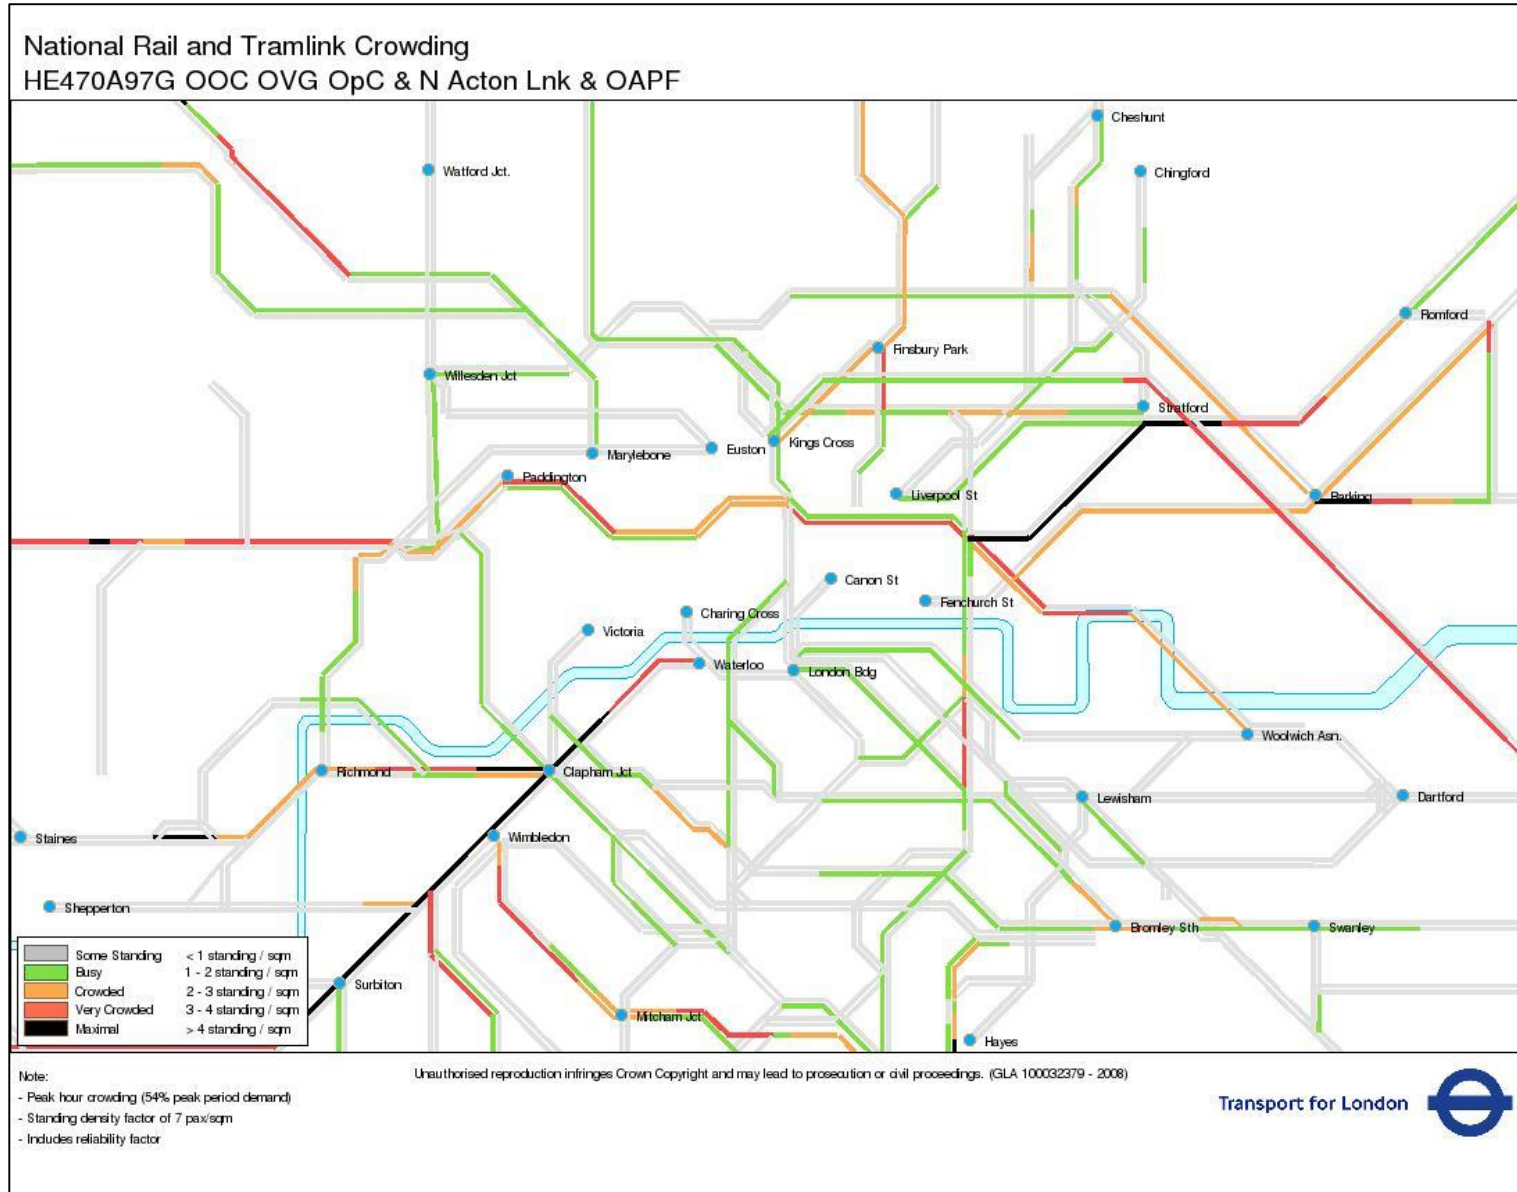 National Rail and Tramlink Crowding
HE470A97G OOC OVG OpC & N Acton Lnk & OAPF
Cheshunt
Watford Jct.
Chingford
Romford
Finsbury Park
Willesden Jct
Stratford
Kings Cross
Euston
Marylebone
Paddington
Liverpool St
Barking
Canon St
Fenchurch St
Charing Cross
Victoria
Waterloo
London Bdg
Woolwich Asn.
Richmond
Clapham Jct
Lewisham
Dartford
Staines
Wimbledon
Shepperton
Bromley Sth
Swanley
Surbiton
Mitcham Jct
Hayes
Some Standing < 1 standing / sqm
Busy 1 - 2 standing / sqm
Crowded 2 - 3 standing / sqm
Very Crowded 3 - 4 standing / sqm
Maximal > 4 standing / sqm
Note:
- Peak hour crowding (54% peak period demand)
- Standing density factor of 7 pax/sqm
- Includes reliability factor
Unauthorised reproduction infringes Crown Copyright and may lead to prosecution or civil proceedings. (GLA 100032379 - 2008)
Transport for London